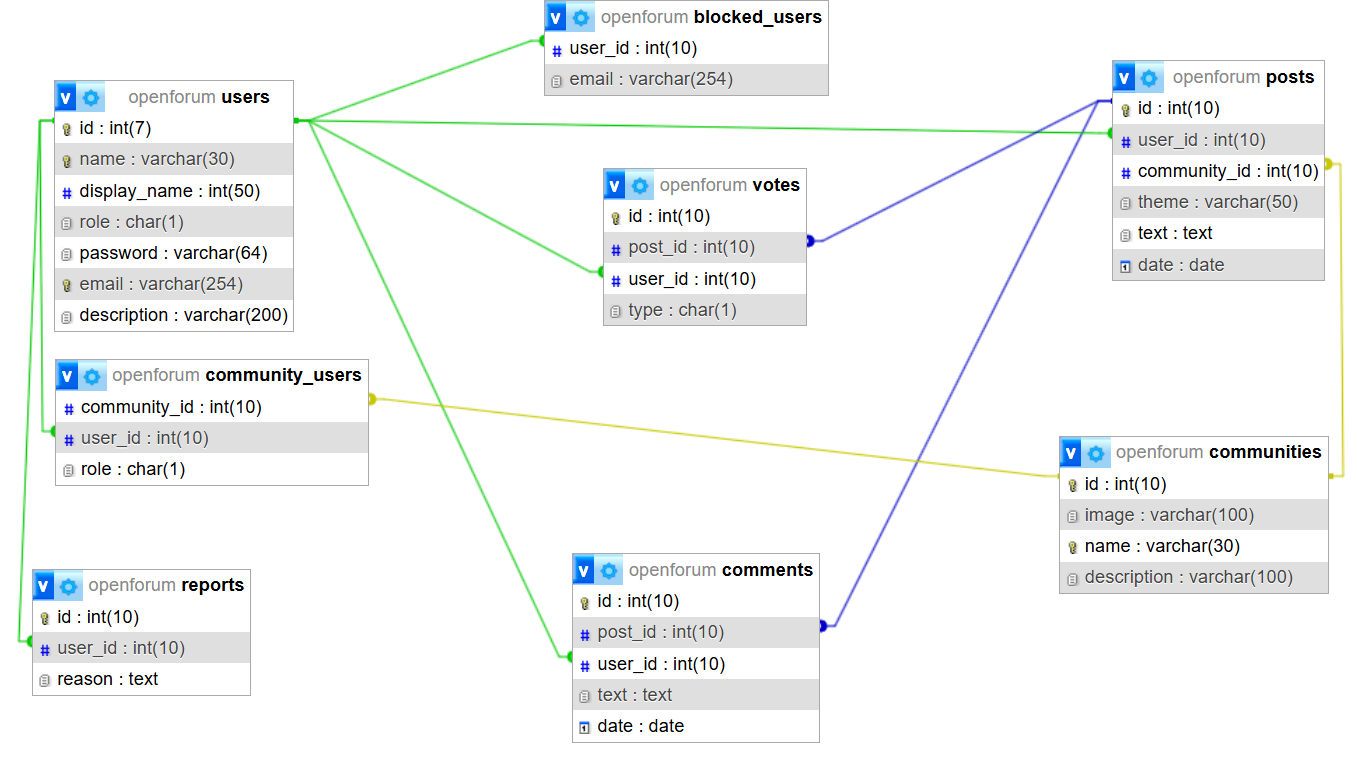 v openforum blocked_users
# user_id : int(10)
email : varchar(254)
v openforum users
id : int(7)
name : varchar(30)
# display_name : int(50)
role : char(1)
password : varchar(64)
email : varchar(254)
description : varchar(200)
v openforum posts
id : int(10)
# user_id : int(10)
# community_id : int(10)
theme : varchar(50)
text : text
date : date
v openforum votes
id : int(10)
# post_id : int(10)
# user_id : int(10)
type : char(1)
v openforum community_users
# community_id : int(10)
# user_id : int(10)
role : char(1)
v openforum communities
id : int(10)
image : varchar(100)
name : varchar(30)
description : varchar(100)
v openforum reports
id : int(10)
# user_id : int(10)
reason : text
v openforum comments
id : int(10)
# post_id : int(10)
# user_id : int(10)
text : text
date : date